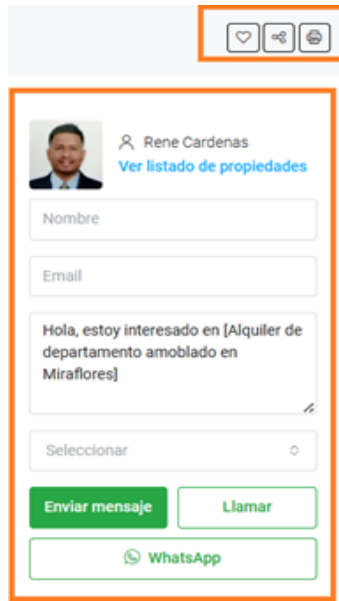 Rene Cardenas
Ver listado de propiedades
Nombre
Email
Hola, estoy interesado en [Alquiler de
departamento amoblado en
Miraflores]
Seleccionar
Enviar mensaje
Llamar
WhatsApp